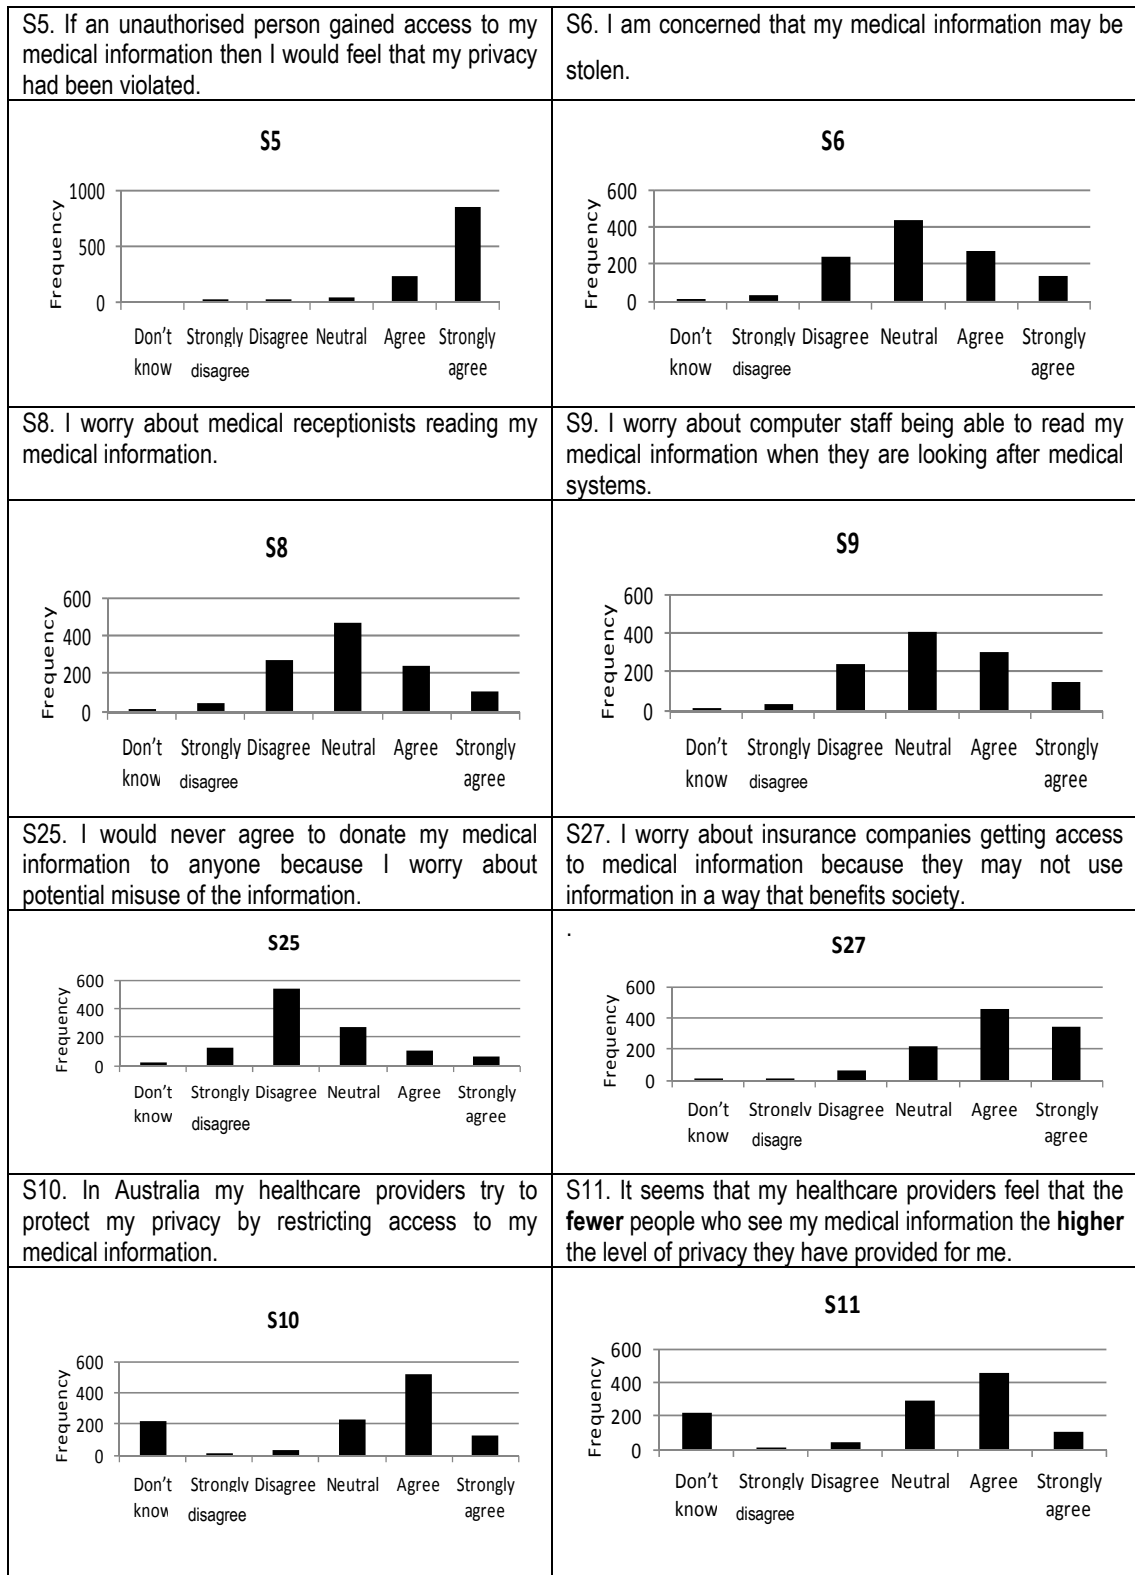 S5. If an unauthorised person gained access to my
medical information then I would feel that my privacy
had been violated.
S6. I am concerned that my medical information may be
stolen.
S5
1000
500
0
Frequency
Don't Strongly Disagree Neutral Agree Strongly
know disagree agree
S6
600
400
200
0
Frequency
Don't Strongly Disagree Neutral Agree Strongly
know disagree agree
S8. I worry about medical receptionists reading my
medical information.
S9. I worry about computer staff being able to read my
medical information when they are looking after medical
systems.
S8
600
400
200
0
Frequency
Don't Strongly Disagree Neutral Agree Strongly
know disagree agree
S9
600
400
200
0
Frequency
Don't Strongly Disagree Neutral Agree Strongly
know disagree agree
S25. I would never agree to donate my medical
information to anyone because I worry about
potential misuse of the information.
S27. I worry about insurance companies getting access
to medical information because they may not use
information in a way that benefits society.
S25
600
400
200
0
Frequency
Don't Strongly Disagree Neutral Agree Strongly
know disagree agree
.
S27
600
400
200
0
Frequency
Don't Strongly Disagree Neutral Agree Strongly
know disagre agree
S10. In Australia my healthcare providers try to
protect my privacy by restricting access to my
medical information.
S11. It seems that my healthcare providers feel that the
fewer people who see my medical information the higher
the level of privacy they have provided for me.
S10
600
400
200
0
Frequency
Don't Strongly Disagree Neutral Agree Strongly
know disagree agree
S11
600
400
200
0
Frequency
Don't Strongly Disagree Neutral Agree Strongly
know disagree agree